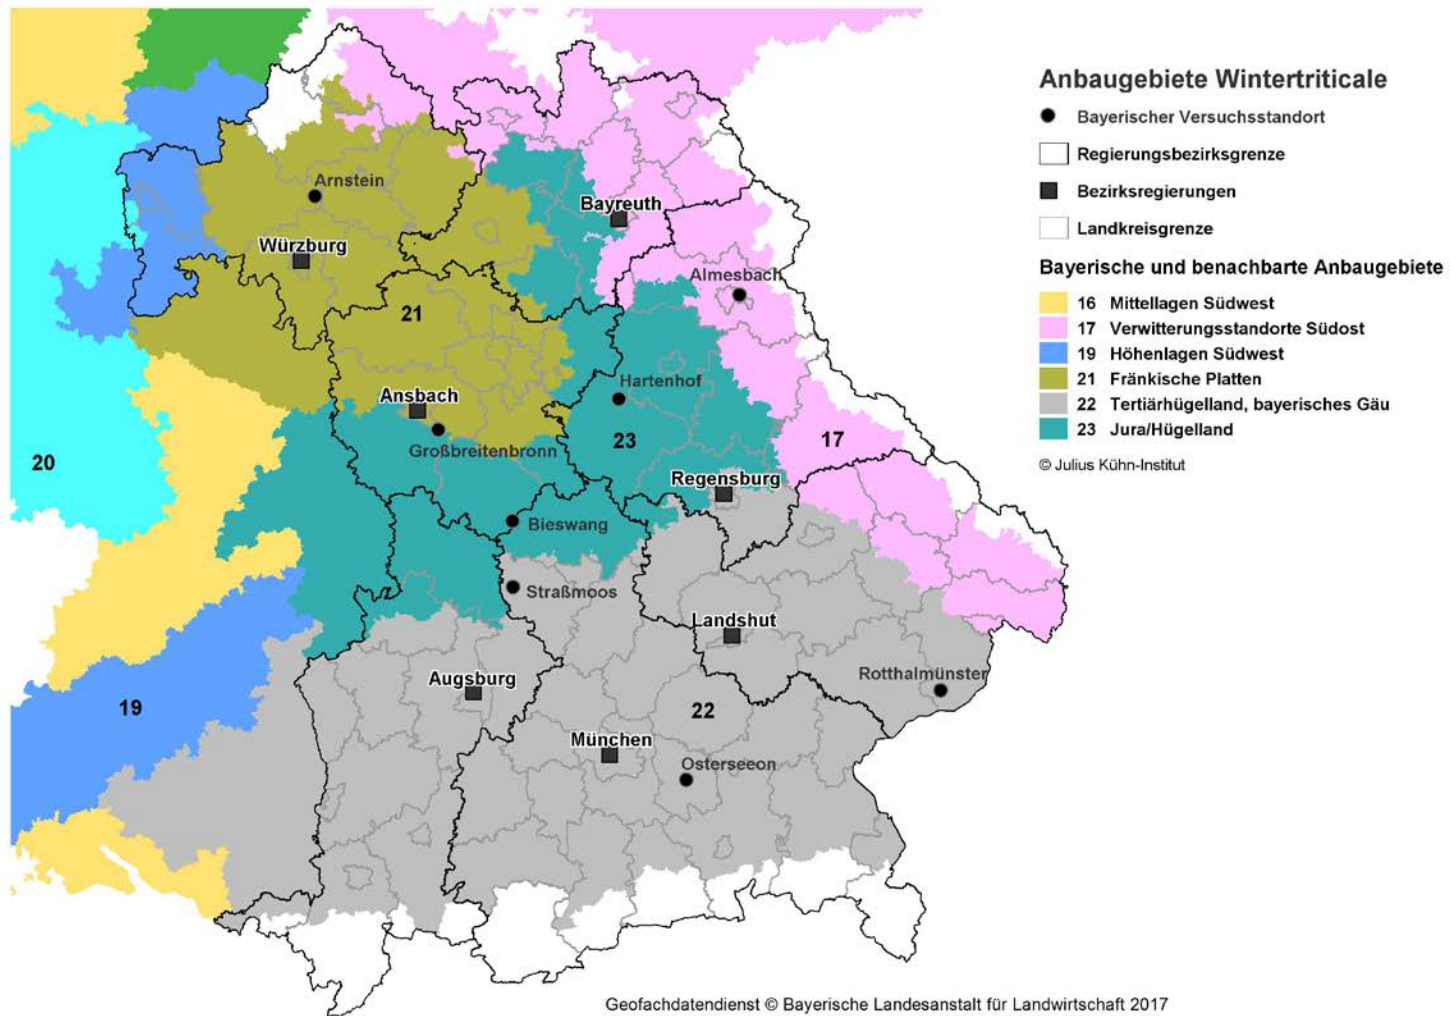 Anbaugebiete Wintertriticale
Bayerischer Versuchsstandort
Regierungsbezirksgrenze
Bezirksregierungen
Landkreisgrenze
Bayerische und benachbarte Anbaugebiete
16 Mittellagen Südwest
17 Verwitterungsstandorte Südost
19 Höhenlagen Südwest
21 Fränkische Platten
22 Tertiärhügelland, bayerisches Gäu
23 Jura/Hügelland
© Julius Kühn-Institut
Arnstein
Bayreuth
Würzburg
Almesbach
21
Hartenhof
Ansbach
23
17
Großbreitenbronn
20
Regensburg
Bieswang
Straßmoos
Landshut
Rotthalmünster
Augsburg
19
22
München
Osterseeon
Geofachdatendienst © Bayerische Landesanstalt für Landwirtschaft 2017